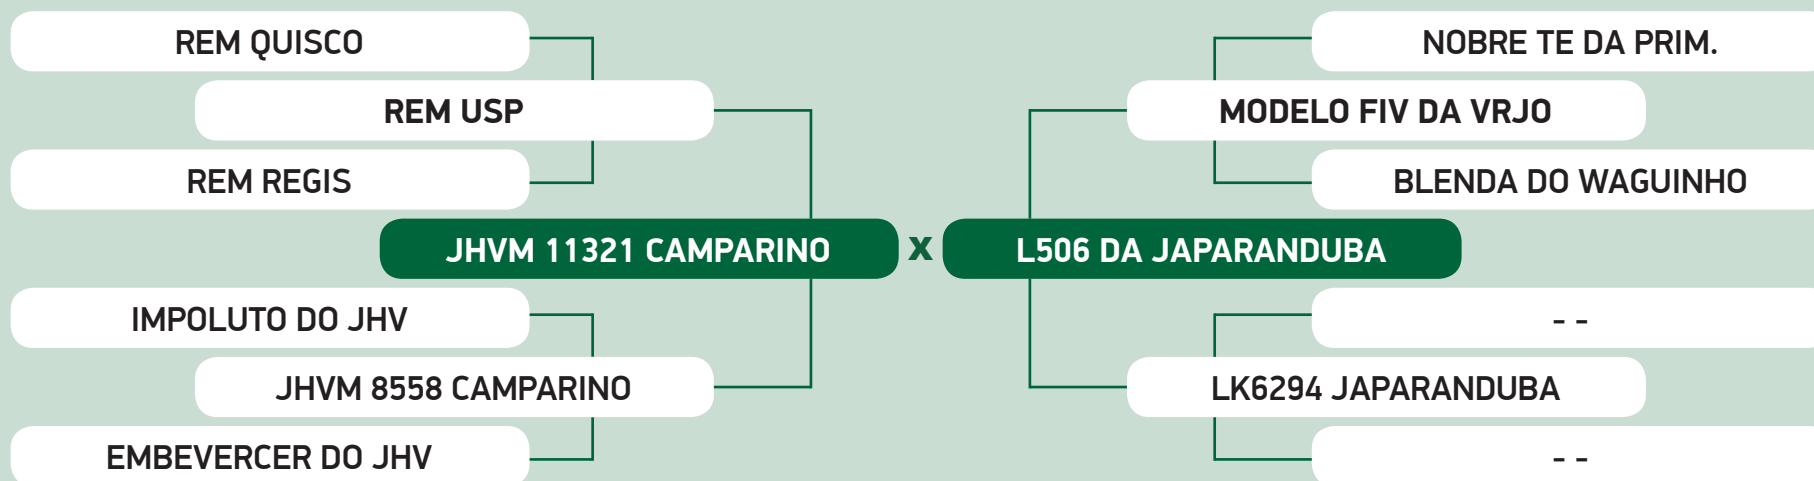 REM QUISCO
NOBRE TE DA PRIM.
REM USP
MODELO FIV DA VRJO
REM REGIS
BLENDA DO WAGUINHO
JHVM 11321 CAMPARINO X L506 DA JAPARANDUBA
IMPOLUTO DO JHV
- -
JHVM 8558 CAMPARINO
LK6294 JAPARANDUBA
EMBEVERCER DO JHV
- -